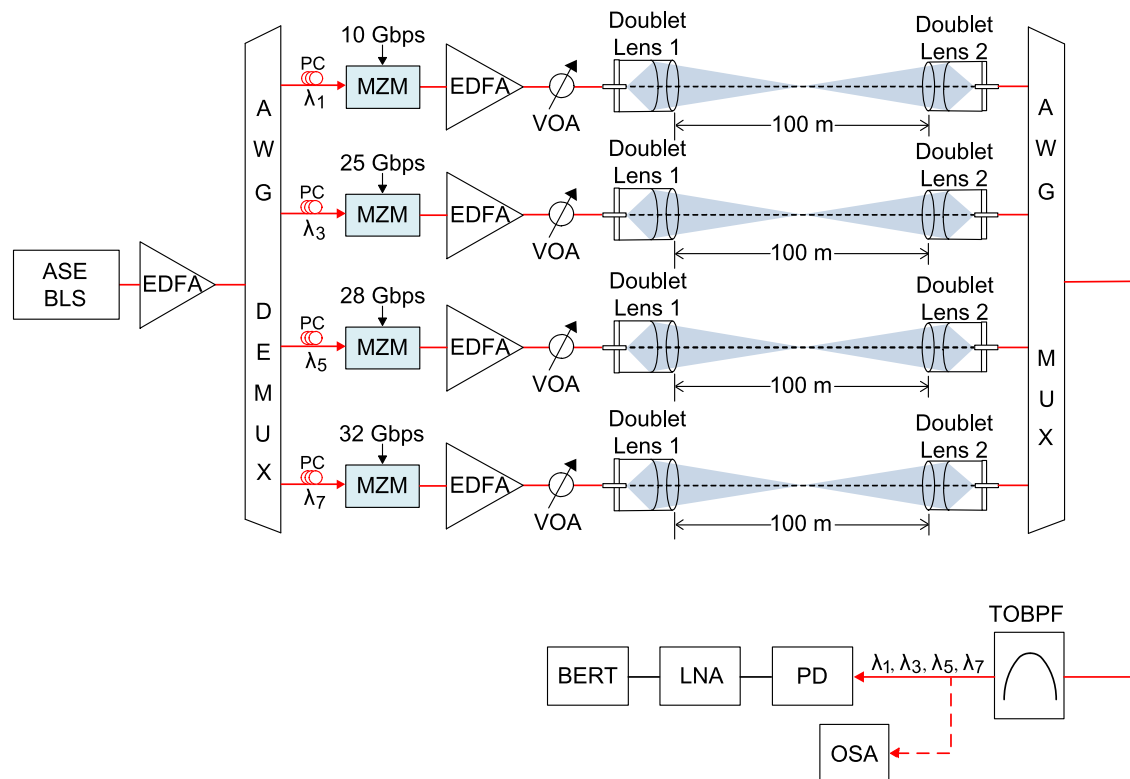 ASE
BLS
EDFA
A
W
G
D
E
M
U
X
10 Gbps
PC
λ1
MZM
EDFA
VOA
Doublet
Lens 1
100 m
Doublet
Lens 2
25 Gbps
PC
λ3
MZM
EDFA
VOA
Doublet
Lens 1
100 m
Doublet
Lens 2
28 Gbps
PC
λ5
MZM
EDFA
VOA
Doublet
Lens 1
100 m
Doublet
Lens 2
32 Gbps
PC
λ7
MZM
EDFA
VOA
Doublet
Lens 1
100 m
Doublet
Lens 2
A
W
G
M
U
X
TOBPF
λ1, λ3, λ5, λ7
PD
LNA
BERT
OSA